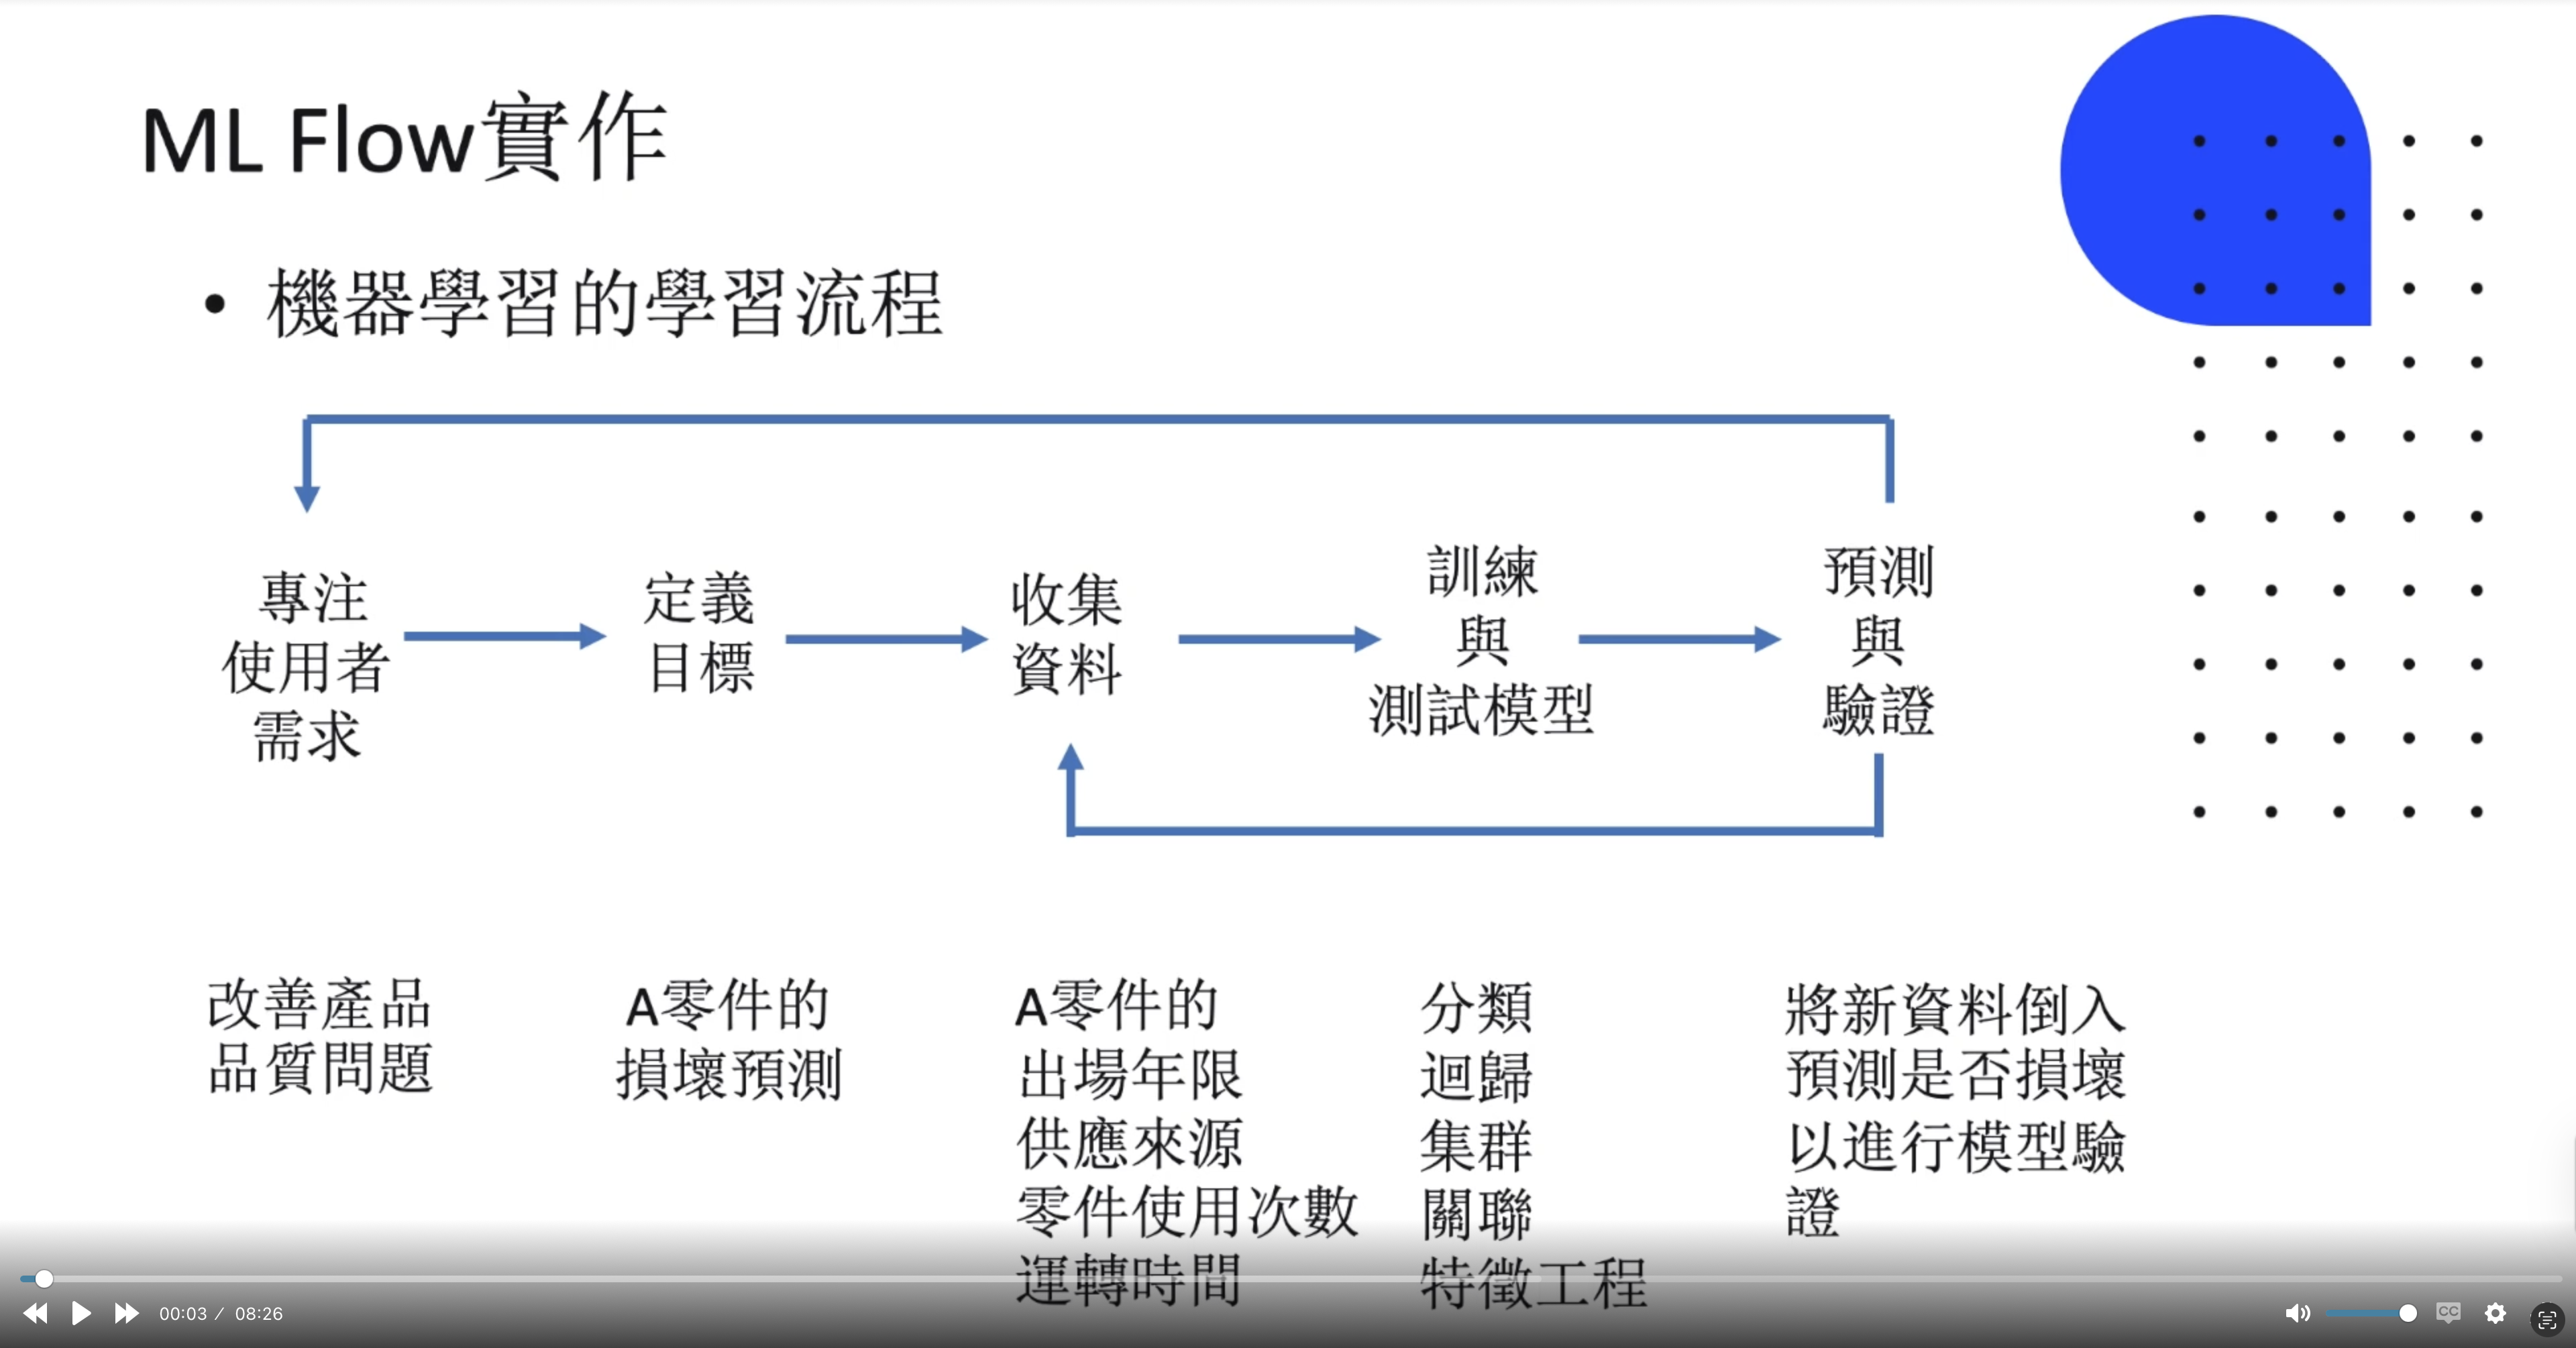 ML Flow實作
• 機器學習的學習流程
專注
使用者
需求
定義
目標
收集
資料
訓練
與
測試模型
預測
與
驗證
改善產品
品質問題
A零件的
損壞預測
A零件的
出場年限
供應來源
零件使用次數
運轉時間
分類
迴歸
集群
關聯
特徵工程
將新資料倒入
預測是否損壞
以進行模型驗
證
00:03 / 08:26
CC